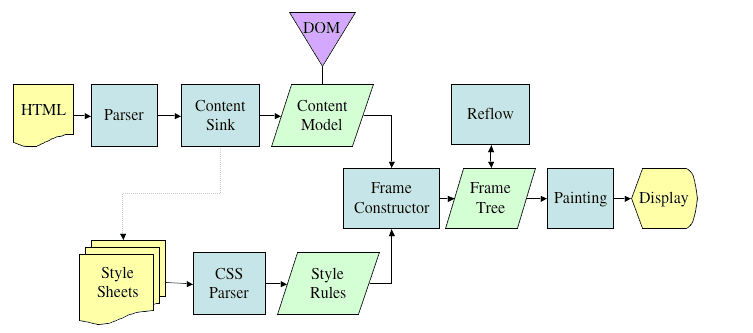 DOM
HTML
Parser
Content
Sink
Content
Model
Reflow
Frame
Constructor
Frame
Tree
Painting
Display
Style
Sheets
CSS
Parser
Style
Rules